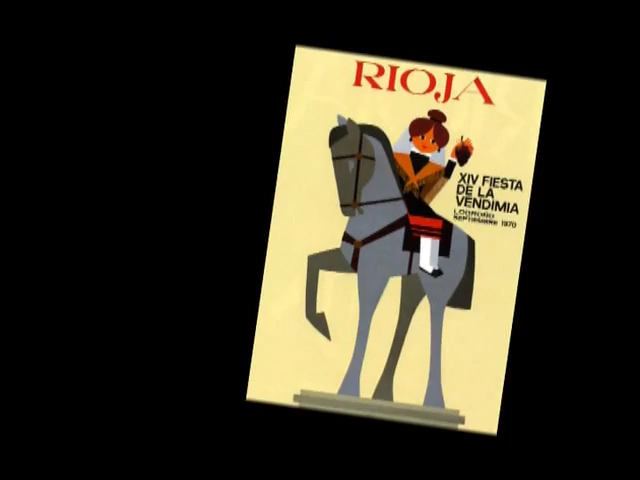 RIOJA
XIV FIESTA
DE LA
VENDIMIA
LOGROÑO
SEPTIEMBRE 1970